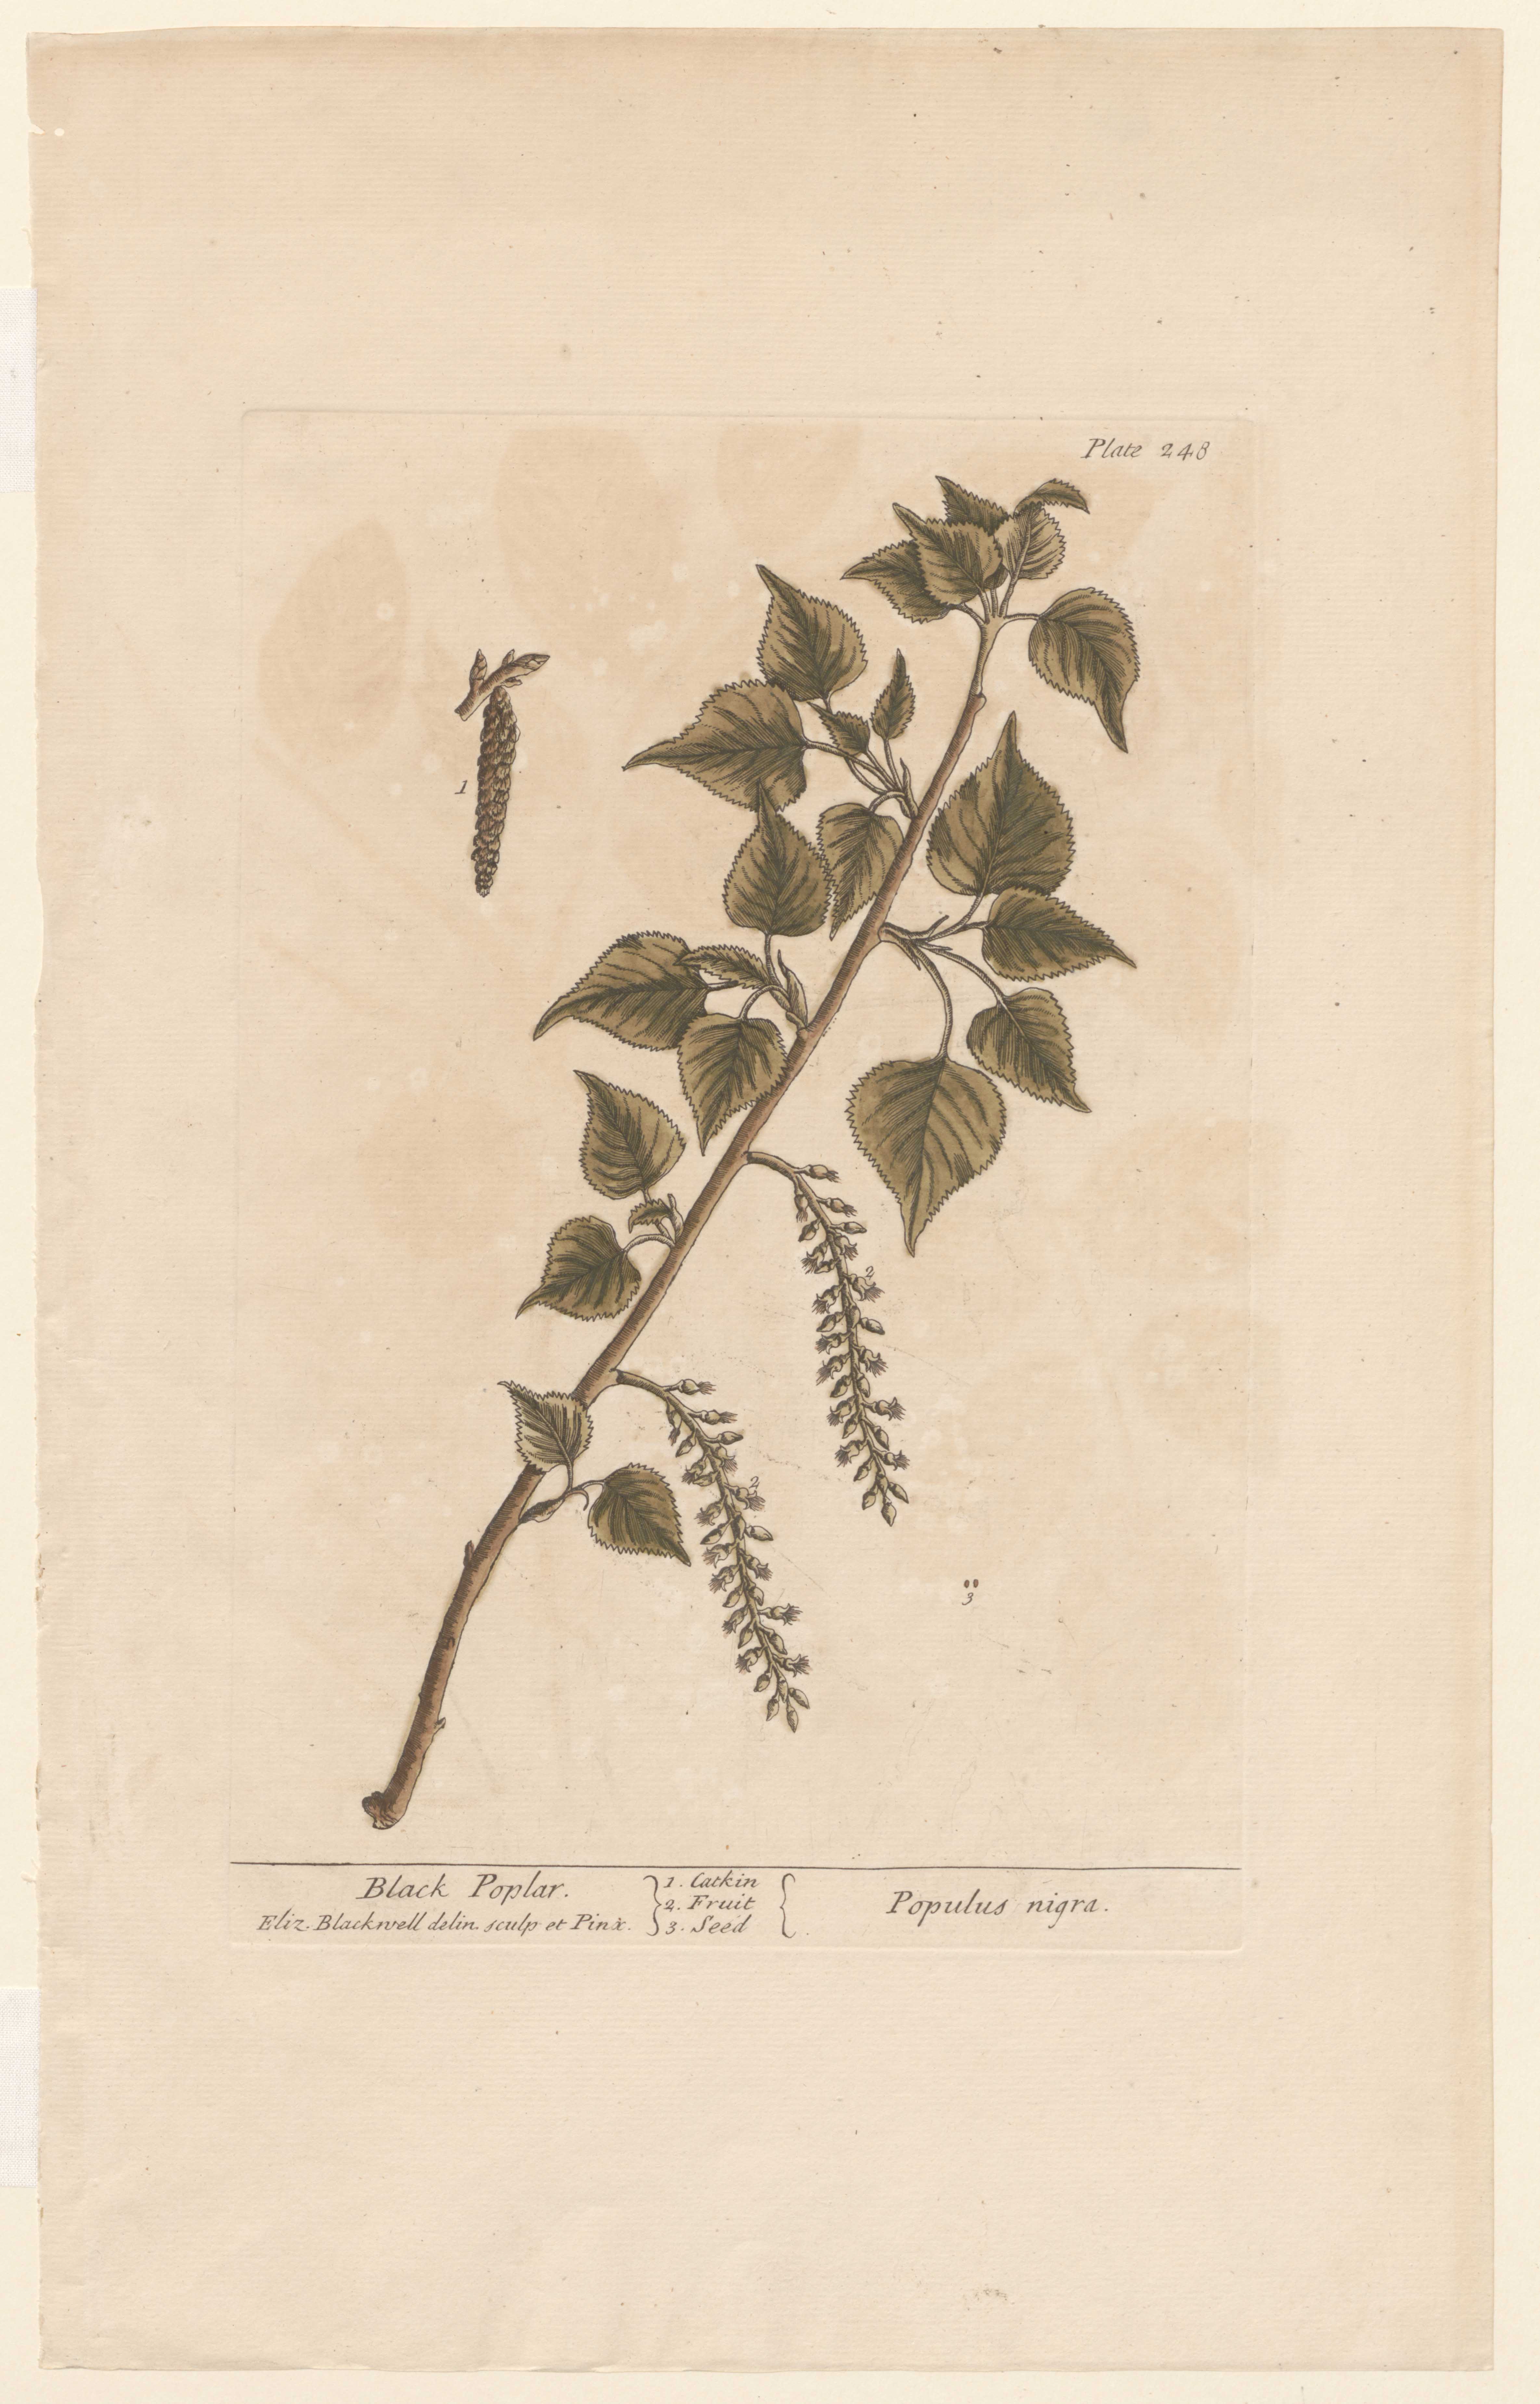 Plate 248
1
2
2
3
Black Poplar.
Eliz. Blackwell delin. sculp et Pinx.
1. Catkin
2. Fruit
3. Seed
Populus nigra.